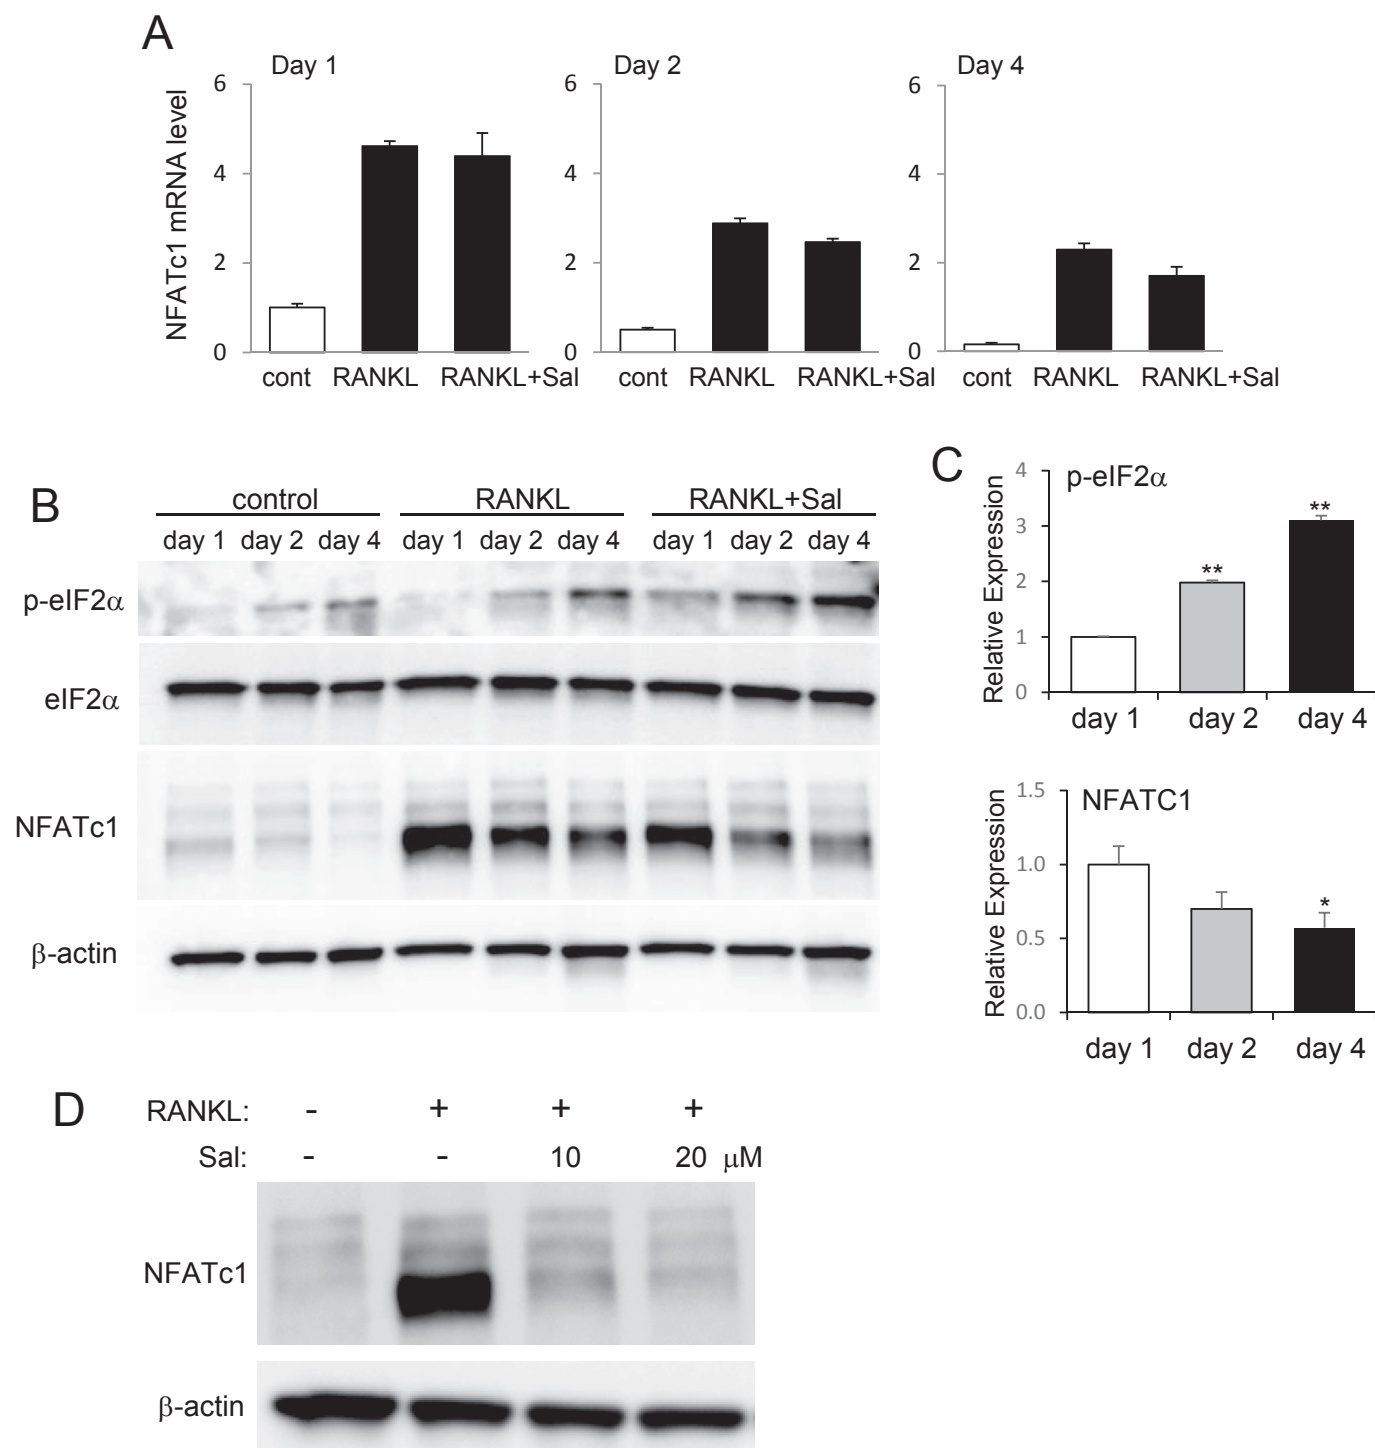 A
Day 1
Day 2
Day 4
NFATc1 mRNA level
6
4
2
0
6
4
2
0
6
4
2
0
cont RANKL RANKL+Sal
cont RANKL RANKL+Sal
cont RANKL RANKL+Sal
B
control RANKL RANKL+Sal
day 1 day 2 day 4 day 1 day 2 day 4 day 1 day 2 day 4
p-eIF2α
eIF2α
NFATc1
β-actin
C
p-eIF2α
Relative Expression
4
3
2
1
0
**
**
day 1 day 2 day 4
NFATC1
Relative Expression
1.5
1.0
0.5
0.0
*
day 1 day 2 day 4
D
RANKL: - + + +
Sal: - - 10 20 μM
NFATc1
β-actin